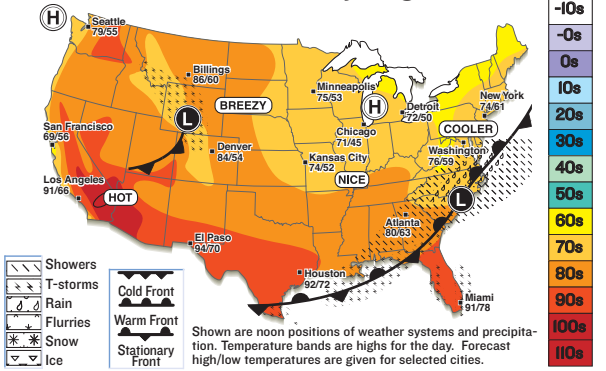 H
Seattle
79/55
Billings
86/60
BREEZY
Minneapolis
75/53
H
L
Detroit
72/50
New York
74/61
San Francisco
69/56
Chicago
71/45
COOLER
Denver
84/54
Kansas City
74/52
Washington
76/59
Los Angeles
91/66
HOT
NICE
L
Atlanta
80/63
El Paso
94/70
Houston
92/72
Miami
91/78
Showers
T-storms
Rain
Flurries
Snow
Ice
Cold Front
Warm Front
Stationary
Front
Shown are noon positions of weather systems and precipita-
tion. Temperature bands are highs for the day. Forecast
high/low temperatures are given for selected cities.
-10s
-0s
0s
10s
20s
30s
40s
50s
60s
70s
80s
90s
100s
110s